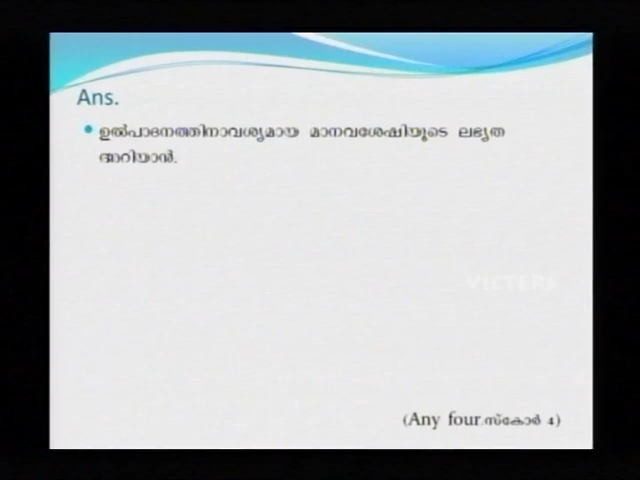 Ans.
ഉൽപാദനത്തിനാവശ്യമായ മാനവശേഷിയുടെ ലഭ്യത
അറിയാൻ.
VICTERS
(Any four.സ്കോർ 4)